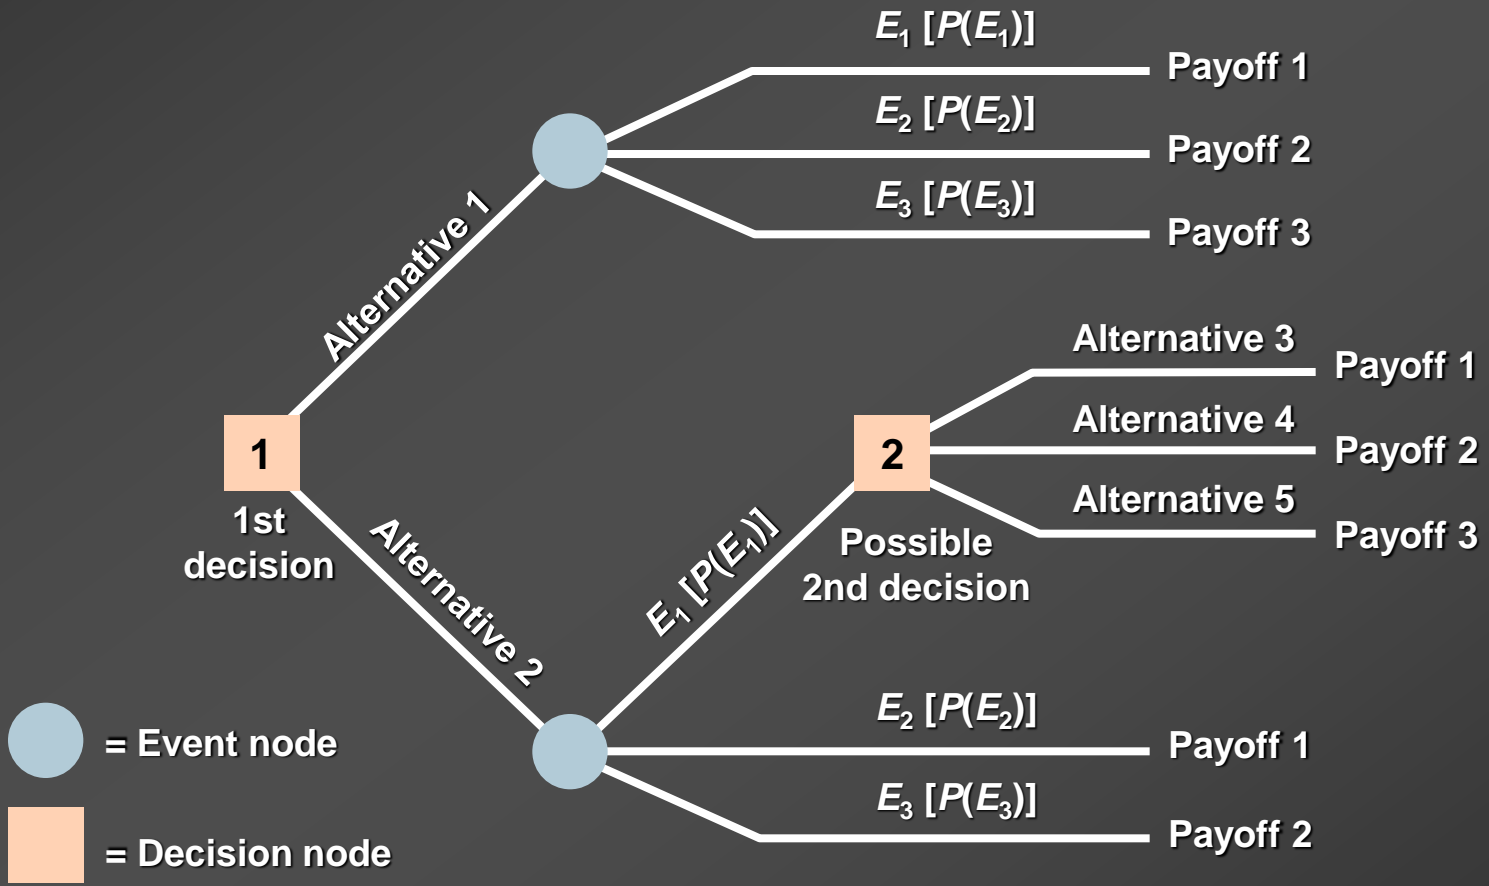 E₁ [P(E₁)]
Payoff 1
E₂ [P(E₂)]
Payoff 2
E₃ [P(E₃)]
Payoff 3
Alternative 1
1
1st
decision
Alternative 2
E₁ [P(E₁)]
2
Possible
2nd decision
Alternative 3
Payoff 1
Alternative 4
Payoff 2
Alternative 5
Payoff 3
E₂ [P(E₂)]
Payoff 1
E₃ [P(E₃)]
Payoff 2
= Event node
= Decision node